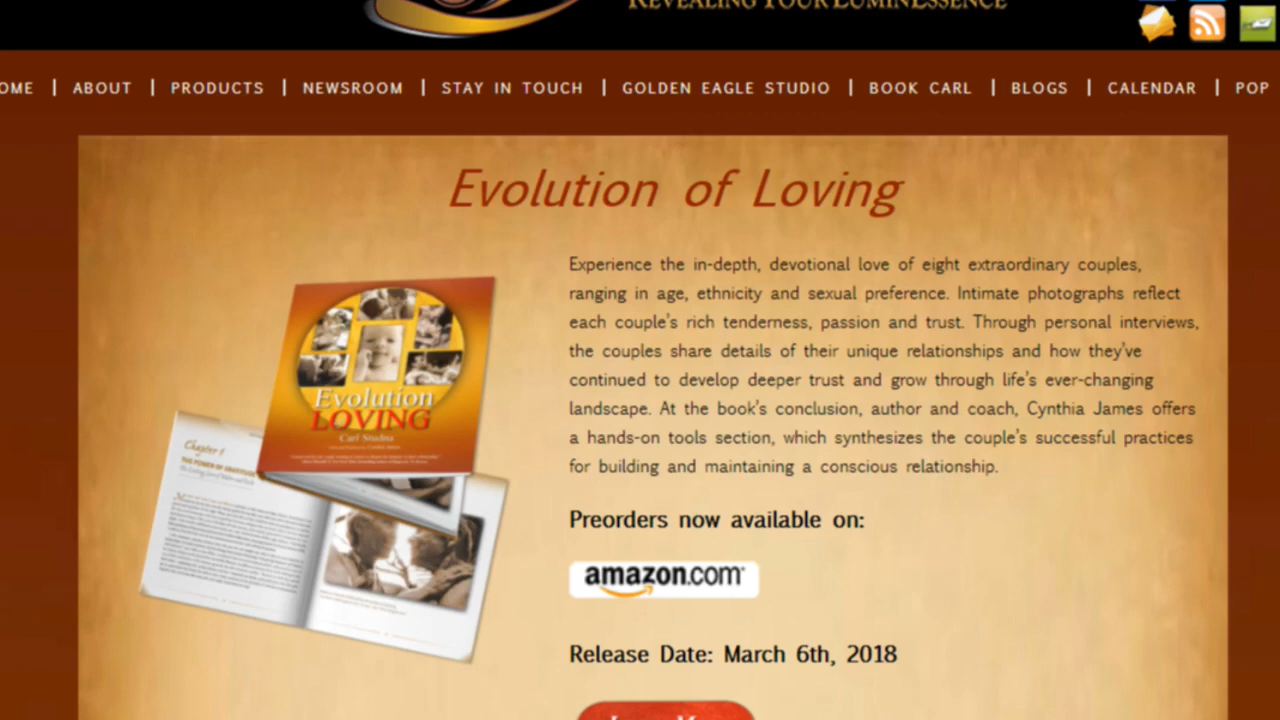 REVEALING YOUR LUMINESSENCE
OME | ABOUT | PRODUCTS | NEWSROOM | STAY IN TOUCH | GOLDEN EAGLE STUDIO | BOOK CARL | BLOGS | CALENDAR | POP
Evolution of Loving
Experience the in-depth, devotional love of eight extraordinary couples,
ranging in age, ethnicity and sexual preference. Intimate photographs reflect
each couple's rich tenderness, passion and trust. Through personal interviews,
the couples share details of their unique relationships and how they've
continued to develop deeper trust and grow through life's ever-changing
landscape. At the book's conclusion, author and coach, Cynthia James offers
a hands-on tools section, which synthesizes the couple's successful practices
for building and maintaining a conscious relationship.
Preorders now available on:
amazon.com
Release Date: March 6th, 2018
Evolution
LOVING
Carl Studna
Chapter 1
THE POWER OF GRATITUDE